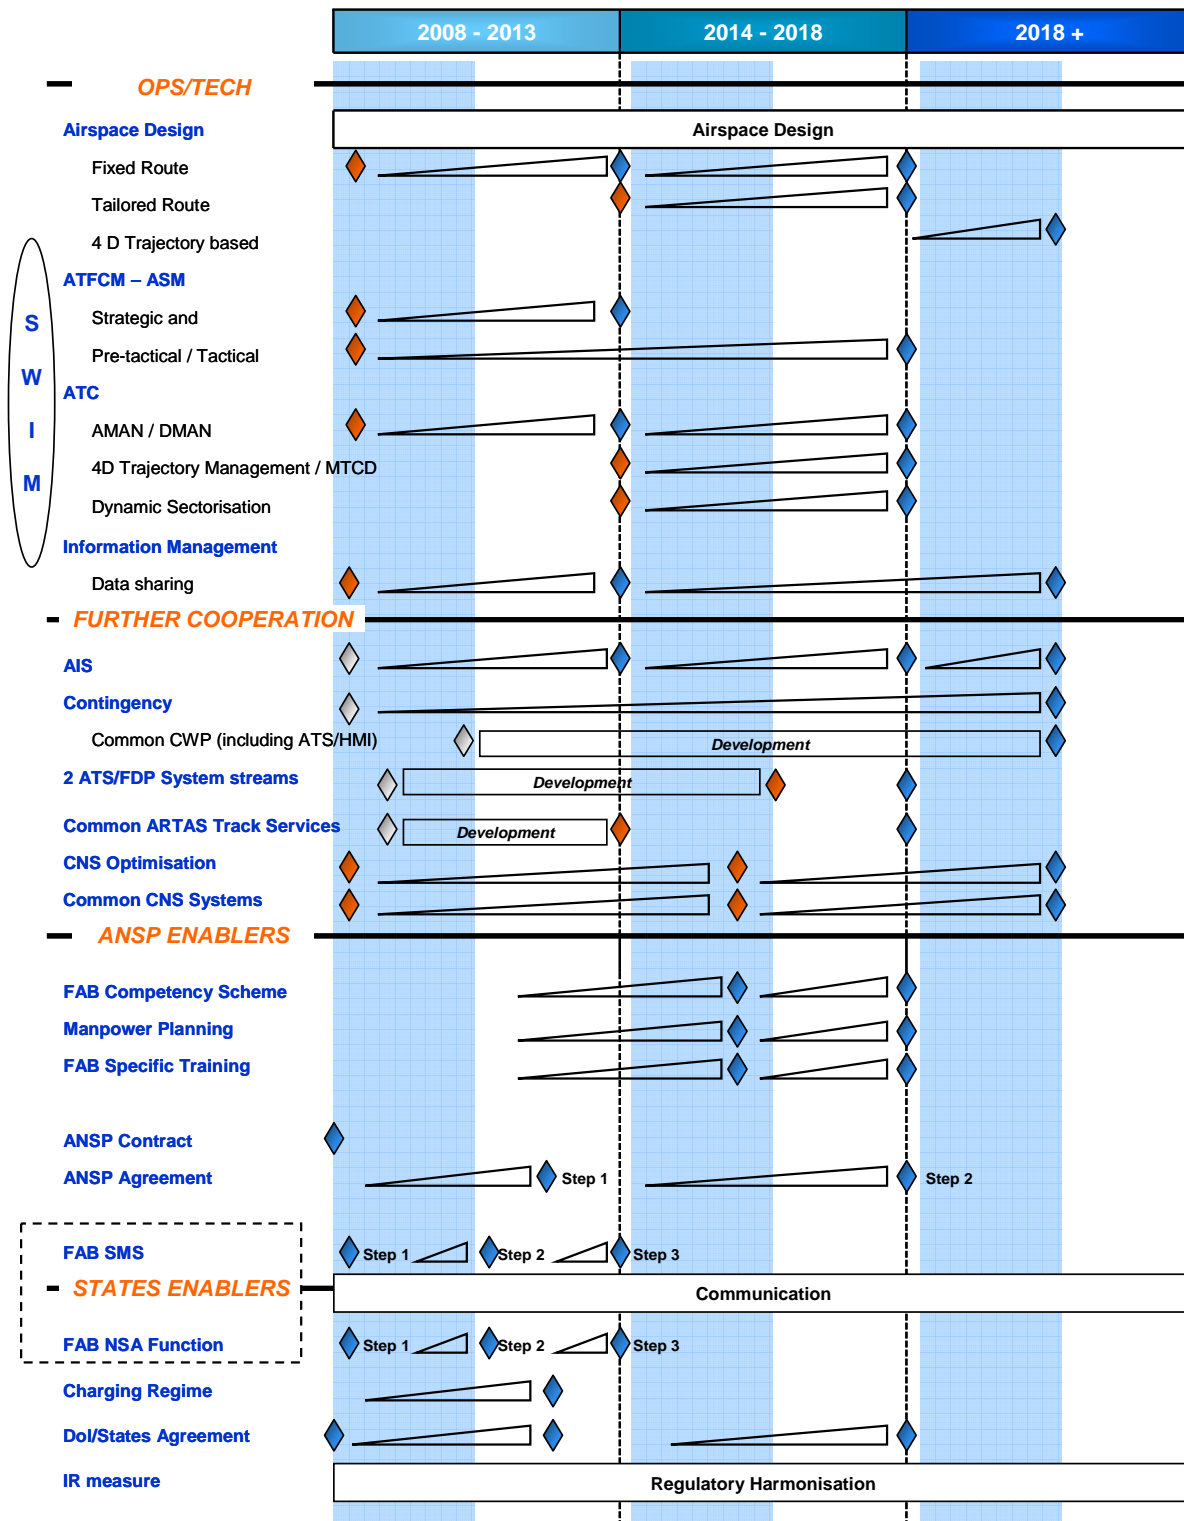 2008 - 2013 2014 - 2018 2018 +
OPS/TECH
Airspace Design Airspace Design
Fixed Route
Tailored Route
4 D Trajectory based
ATFCM – ASM
Strategic and
Pre-tactical / Tactical
ATC
AMAN / DMAN
4D Trajectory Management / MTCD
Dynamic Sectorisation
Information Management
Data sharing
S
W
I
M
FURTHER COOPERATION
AIS
Contingency
Common CWP (including ATS/HMI) Development
2 ATS/FDP System streams Development
Common ARTAS Track Services Development
CNS Optimisation
Common CNS Systems
ANSP ENABLERS
FAB Competency Scheme
Manpower Planning
FAB Specific Training
ANSP Contract
ANSP Agreement Step 1 Step 2
FAB SMS Step 1 Step 2 Step 3
STATES ENABLERS Communication
FAB NSA Function Step 1 Step 2 Step 3
Charging Regime
DoI/States Agreement
IR measure Regulatory Harmonisation